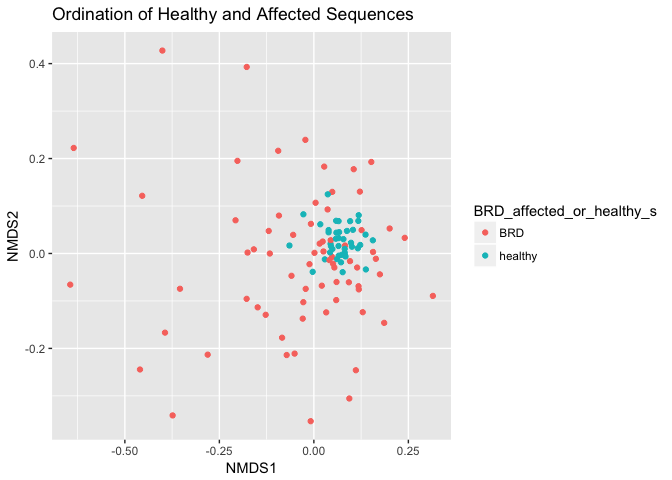 Ordination of Healthy and Affected Sequences
0.4
0.2
0.0
-0.2
-0.50
-0.25
0.00
0.25
NMDS1
NMDS2
BRD_affected_or_healthy_s
BRD
healthy